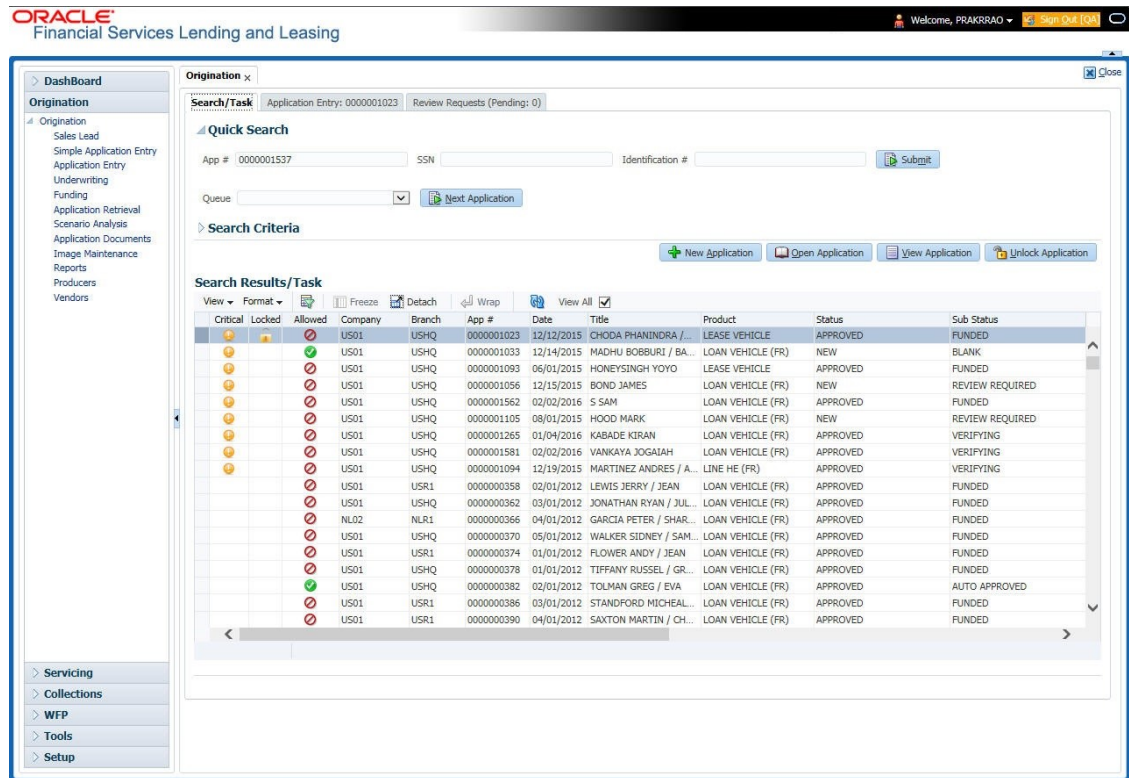 ORACLE
Financial Services Lending and Leasing
Welcome, PRAKRRAO
Sign Out [QA]
Close
DashBoard
Origination
Origination
Sales Lead
Simple Application Entry
Application Entry
Underwriting
Funding
Application Retrieval
Scenario Analysis
Application Documents
Image Maintenance
Reports
Producers
Vendors
Servicing
Collections
WFP
Tools
Setup
Origination x
Search/Task Application Entry: 0000001023 Review Requests (Pending: 0)
Quick Search
App # 0000001537 SSN Identification # Submit
Queue Next Application
Search Criteria
New Application Open Application View Application Unlock Application
Search Results/Task
View Format Freeze Detach Wrap View All
Critical Locked Allowed Company Branch App # Date Title Product Status Sub Status
US01 USHQ 0000001023 12/12/2015 CHODA PHANINDRA /... LEASE VEHICLE APPROVED FUNDED
US01 USHQ 0000001033 12/14/2015 MADHU BOBBURI / BA... LOAN VEHICLE (FR) NEW BLANK
US01 USHQ 0000001093 06/01/2015 HONEYSINGH YOYO LEASE VEHICLE APPROVED FUNDED
US01 USHQ 0000001056 12/15/2015 BOND JAMES LOAN VEHICLE (FR) NEW REVIEW REQUIRED
US01 USHQ 0000001562 02/02/2016 S SAM LOAN VEHICLE (FR) APPROVED FUNDED
US01 USHQ 0000001105 08/01/2015 HOOD MARK LOAN VEHICLE (FR) NEW REVIEW REQUIRED
US01 USHQ 0000001265 01/04/2016 KABADE KIRAN LOAN VEHICLE (FR) APPROVED VERIFYING
US01 USHQ 0000001581 02/02/2016 VANKAYA JOGAIAH LOAN VEHICLE (FR) APPROVED VERIFYING
US01 USHQ 0000001094 12/19/2015 MARTINEZ ANDRES / A... LINE HE (FR) APPROVED VERIFYING
US01 USR1 0000000358 02/01/2012 LEWIS JERRY / JEAN LOAN VEHICLE (FR) APPROVED FUNDED
US01 USHQ 0000000362 03/01/2012 JONATHAN RYAN / JUL... LOAN VEHICLE (FR) APPROVED FUNDED
NL02 NLR1 0000000366 04/01/2012 GARCIA PETER / SHAR... LOAN VEHICLE (FR) APPROVED FUNDED
US01 USHQ 0000000370 05/01/2012 WALKER SIDNEY / SAM... LOAN VEHICLE (FR) APPROVED FUNDED
US01 USR1 0000000374 01/01/2012 FLOWER ANDY / JEAN LOAN VEHICLE (FR) APPROVED FUNDED
US01 USHQ 0000000378 01/01/2012 TIFFANY RUSSEL / GR... LOAN VEHICLE (FR) APPROVED FUNDED
US01 USHQ 0000000382 02/01/2012 TOLMAN GREG / EVA LOAN VEHICLE (FR) APPROVED AUTO APPROVED
US01 USR1 0000000386 03/01/2012 STANDFORD MICHEAL... LOAN VEHICLE (FR) APPROVED FUNDED
US01 USR1 0000000390 04/01/2012 SAXTON MARTIN / CH... LOAN VEHICLE (FR) APPROVED FUNDED